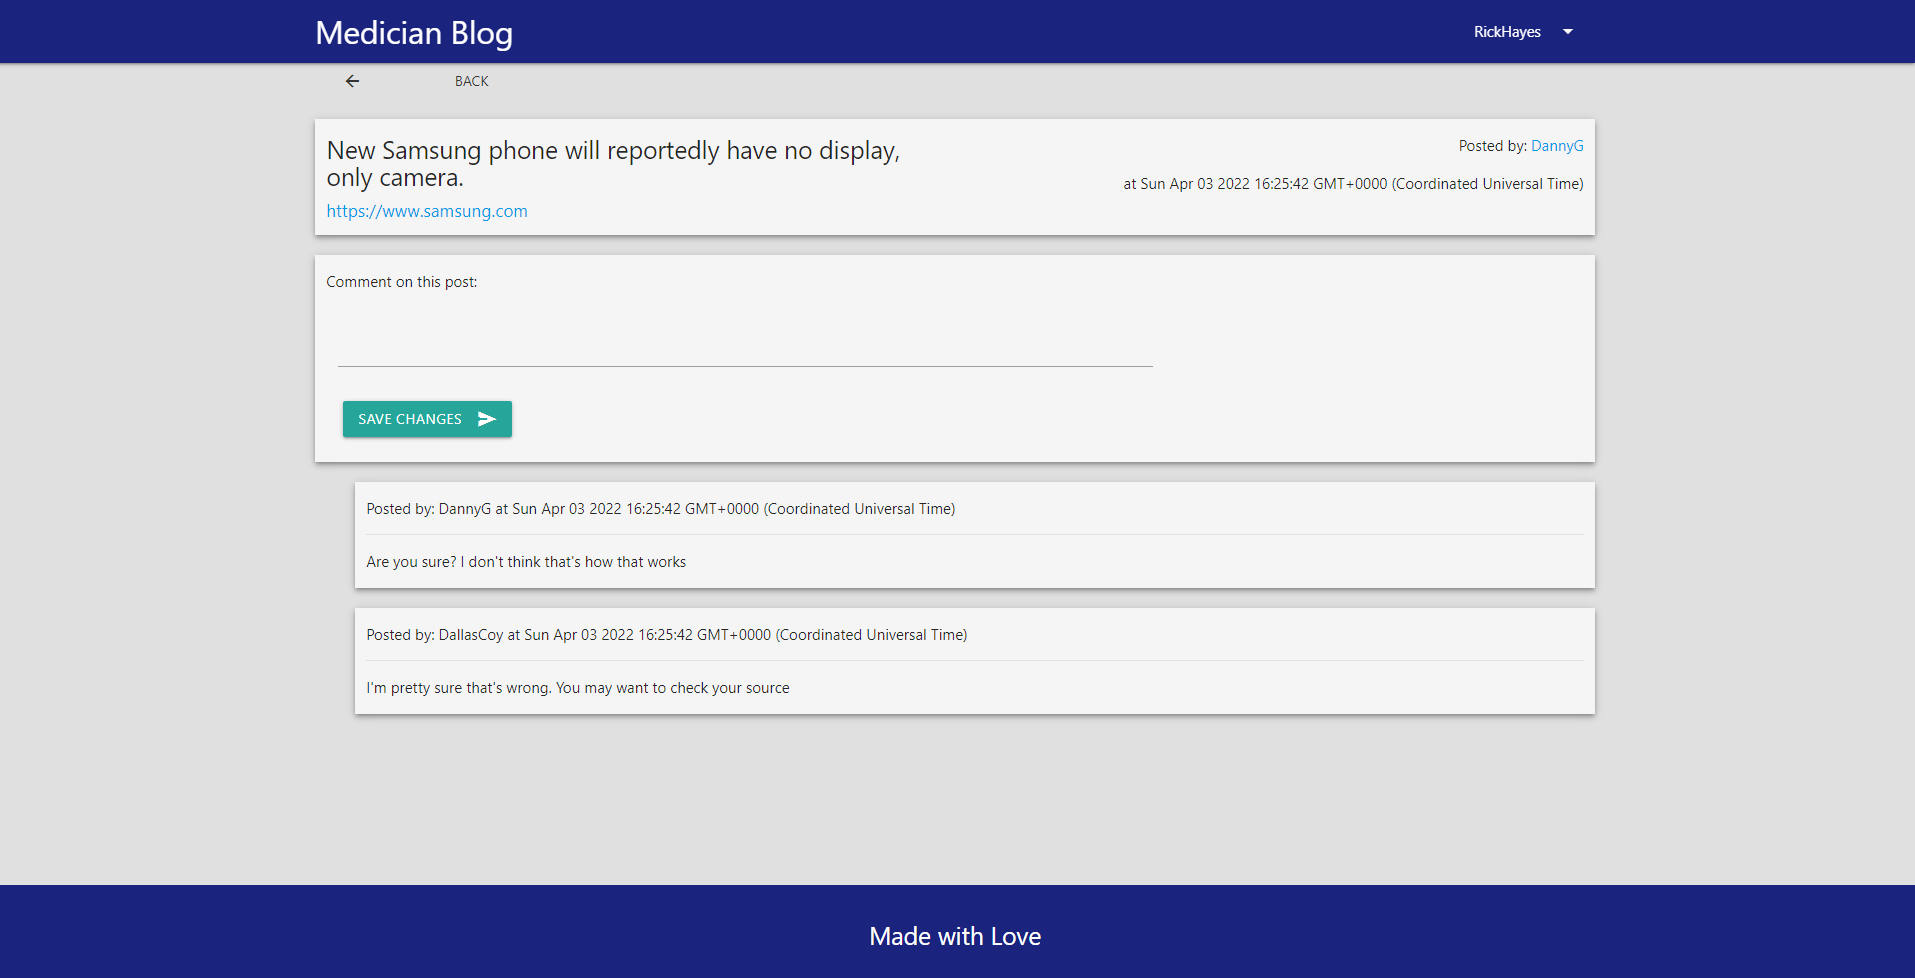 Medician Blog
RickHayes
BACK
New Samsung phone will reportedly have no display,
only camera.
https://www.samsung.com
Posted by: DannyG
at Sun Apr 03 2022 16:25:42 GMT+0000 (Coordinated Universal Time)
Comment on this post:
SAVE CHANGES
Posted by: DannyG at Sun Apr 03 2022 16:25:42 GMT+0000 (Coordinated Universal Time)
Are you sure? I don't think that's how that works
Posted by: DallasCoy at Sun Apr 03 2022 16:25:42 GMT+0000 (Coordinated Universal Time)
I'm pretty sure that's wrong. You may want to check your source
Made with Love